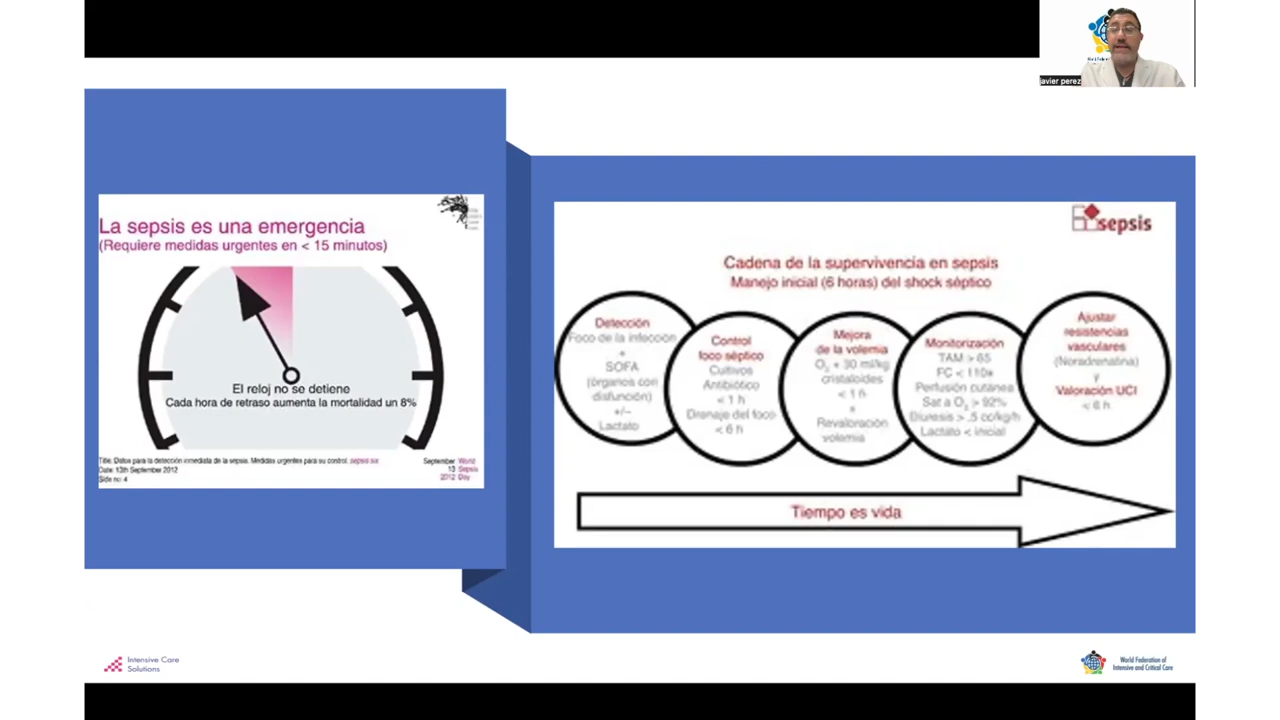 javier perez
La sepsis es una emergencia
(Requiere medidas urgentes en < 15 minutos)
El reloj no se detiene
Cada hora de retraso aumenta la mortalidad un 8%
Title: Datos para la detección inmediata de la sepsis. Medidas urgentes para su control. sepsis six
Date: 13th September 2012
Side no: 4
September
13
2012
World
Sepsis
Day
sepsis
Cadena de la supervivencia en sepsis
Manejo inicial (6 horas) del shock séptico
Detección
Foco de la infección
+
SOFA
(órganos con
disfunción)
+/–
Lactato
Control
foco séptico
Cultivos
Antibiótico
< 1 h
Drenaje del foco
< 6 h
Mejora
de la volemia
O₂ + 30 ml/kg
cristaloides
< 1 h
+
Revaloración
volemia
Monitorización
TAM > 65
FC < 110*
Perfusión cutanea
Sat a O₂ > 92%
Diuresis > .5 cc/kg/h
Lactato < inicial
Ajustar
resistencias
vasculares
(Noradrenalina)
y
Valoración UCI
< 6 h
Tiempo es vida
Intensive Care
Solutions
World Federation of
Intensive and Critical Care